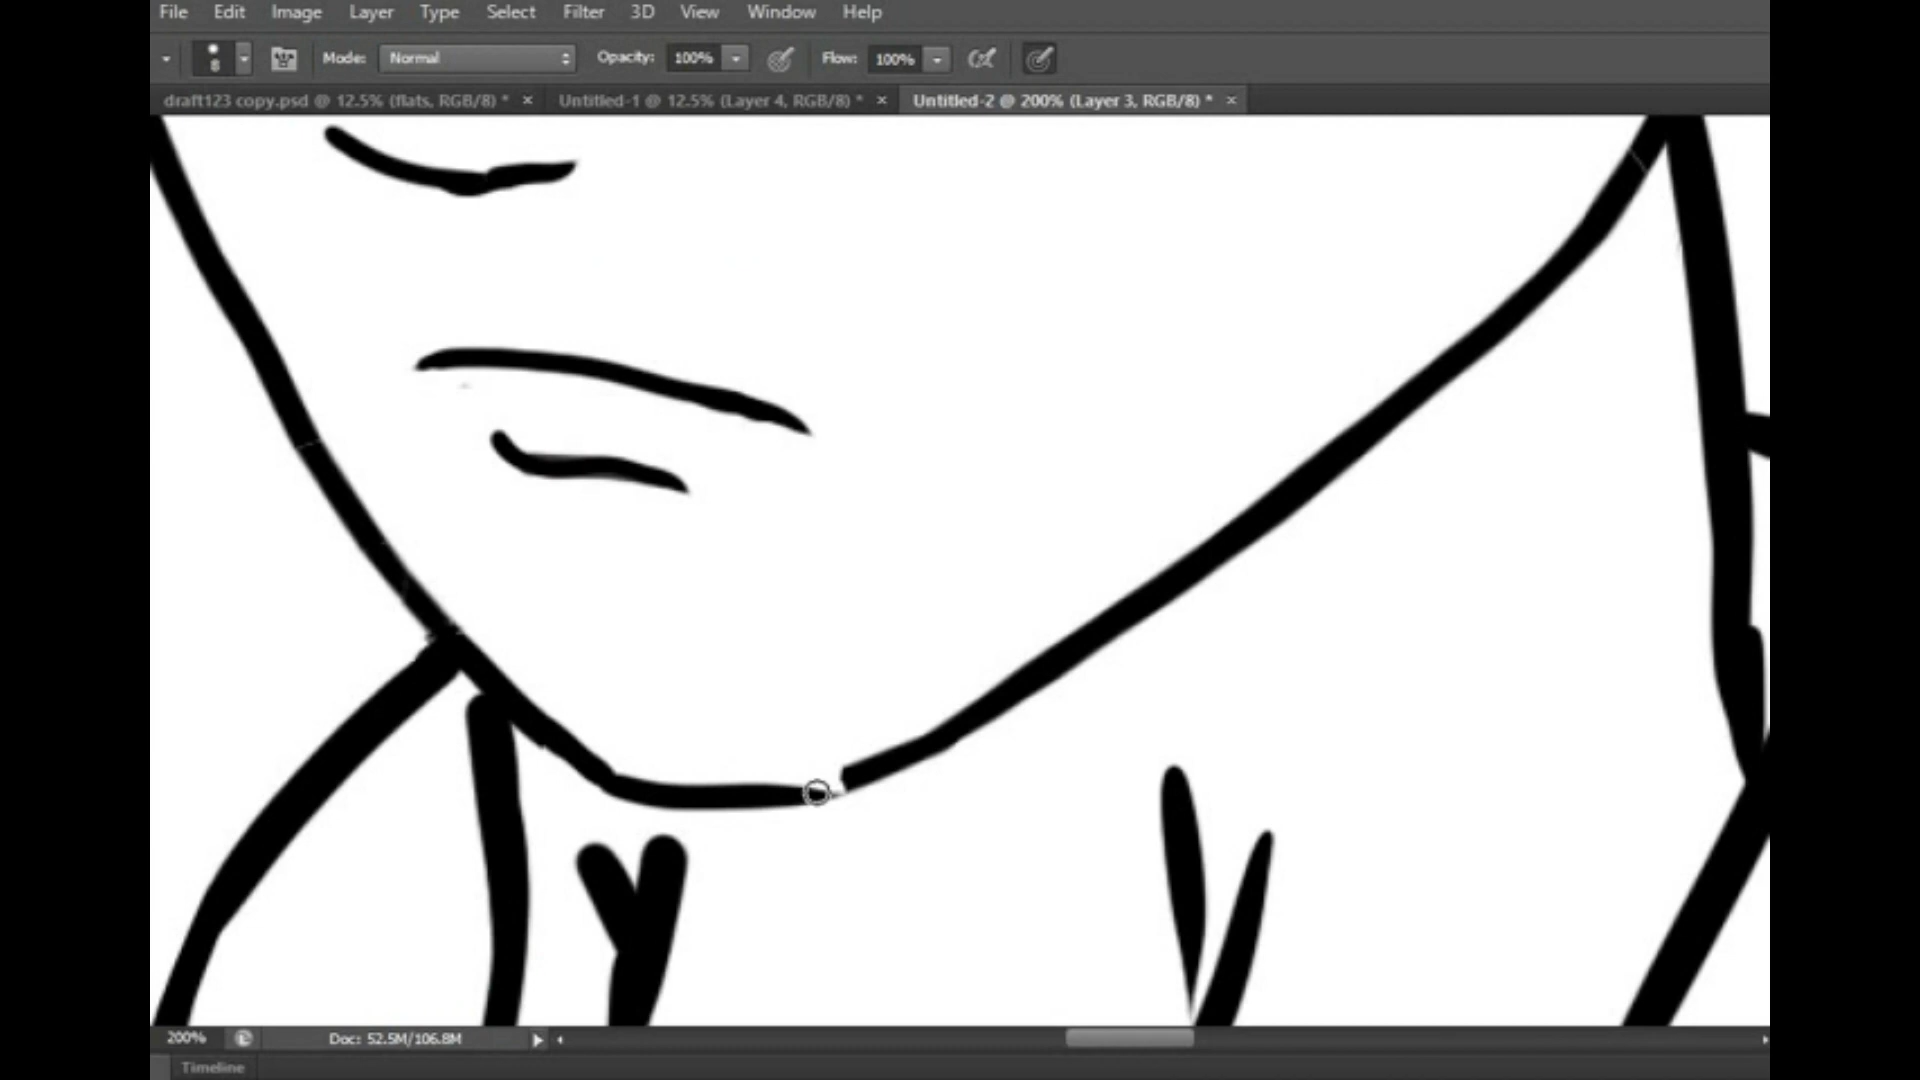 File Edit Image Layer Type Select Filter 3D View Window Help
8 Mode: Normal Opacity: 100% Flow: 100%
draft123 copy.psd @ 12.5% (flats, RGB/8) * × Untitled-1 @ 12.5% (Layer 4, RGB/8) * × Untitled-2 @ 200% (Layer 3, RGB/8) * ×
200% Doc: 52.5M/106.8M
Timeline